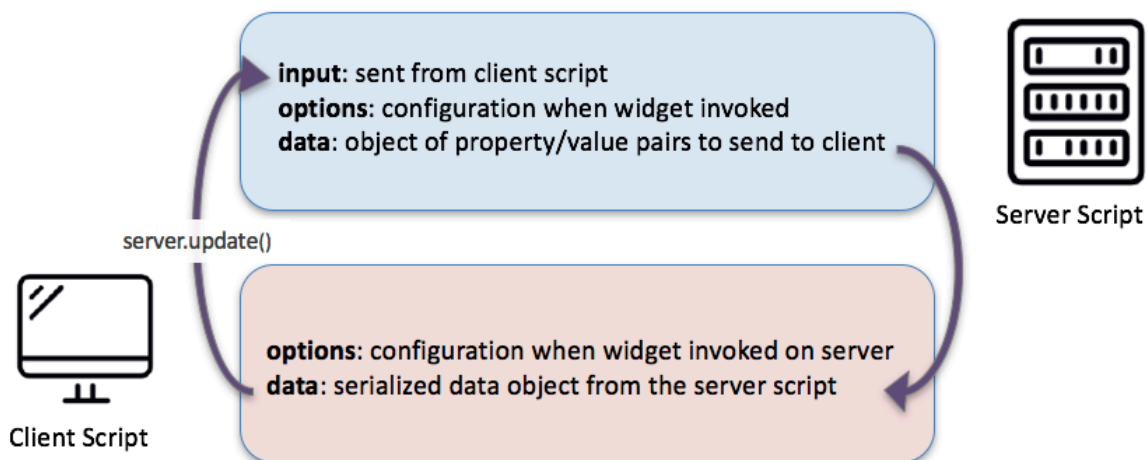 input: sent from client script
options: configuration when widget invoked
data: object of property/value pairs to send to client
Server Script
server.update()
options: configuration when widget invoked on server
data: serialized data object from the server script
Client Script